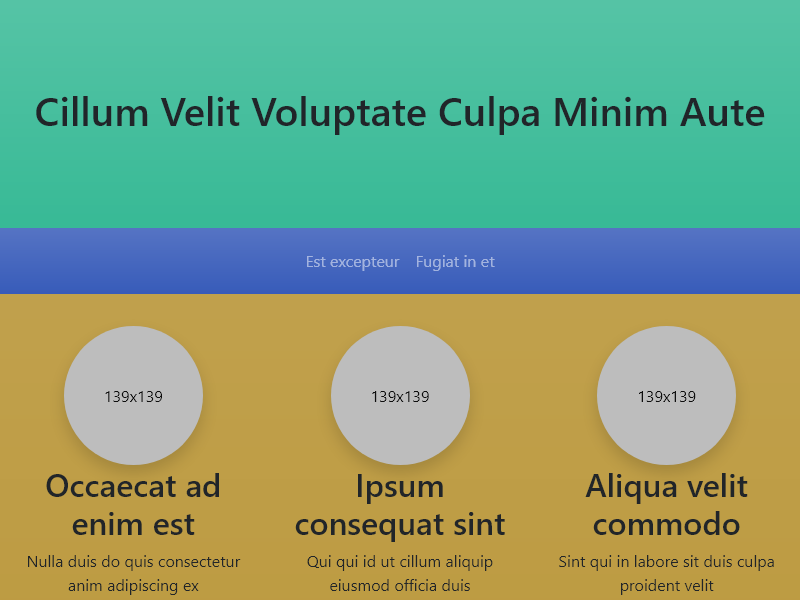 Cillum Velit Voluptate Culpa Minim Aute
Est excepteur Fugiat in et
139x139 139x139 139x139
Occaecat ad
enim est
Nulla duis do quis consectetur
anim adipiscing ex
Ipsum
consequat sint
Qui qui id ut cillum aliquip
eiusmod officia duis
Aliqua velit
commodo
Sint qui in labore sit duis culpa
proident velit